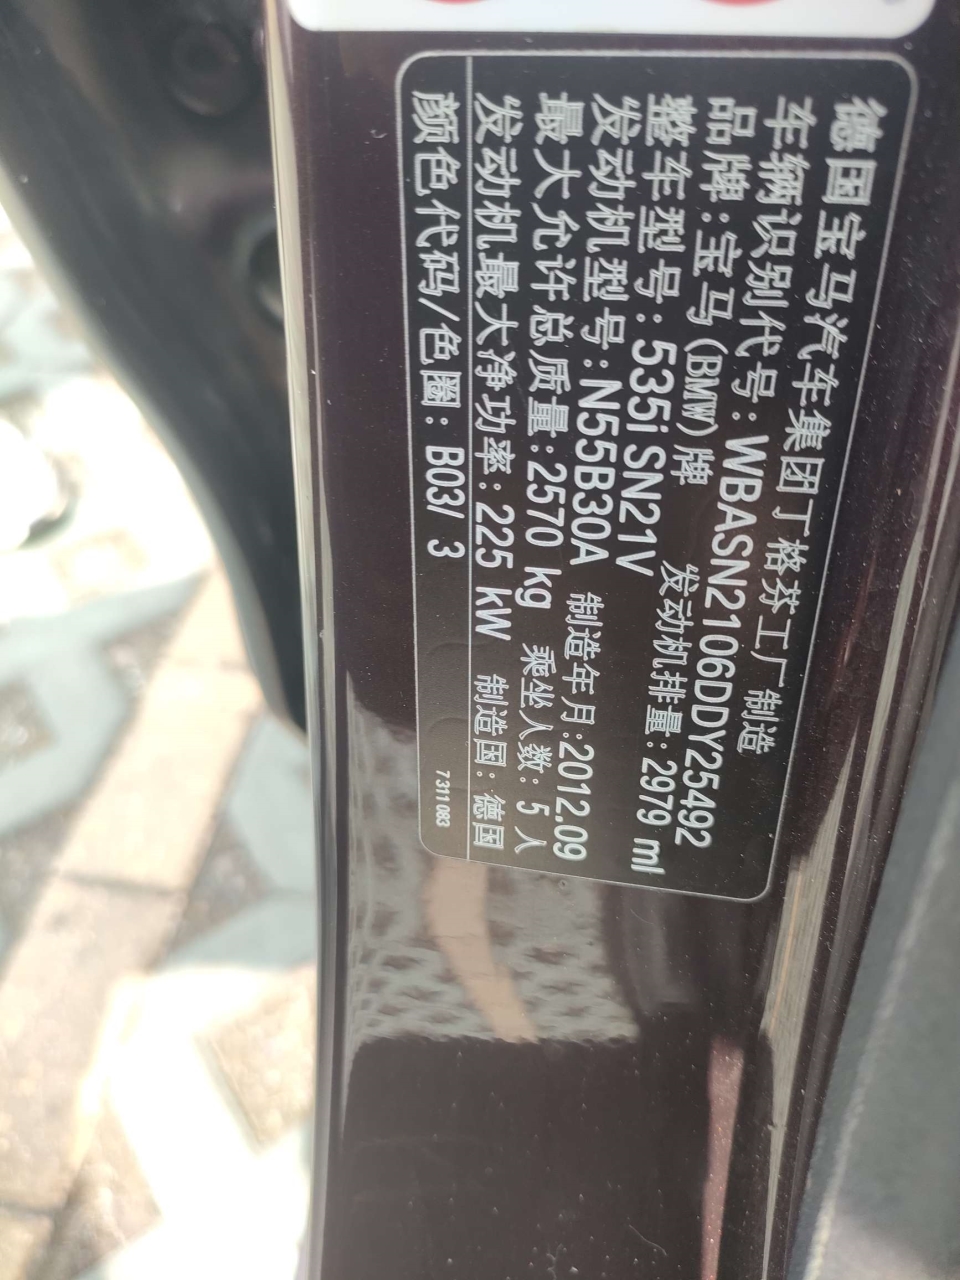 德国宝马汽车集团丁格芬工厂制造
车辆识别代号：WBASN2106DDY25492
品牌：宝马(BMW)牌 发动机排量：2979 ml
整车型号：535i SN21V
发动机型号：N55B30A 制造年月：2012.09
最大允许总质量：2570 kg 乘坐人数：5 人
发动机最大净功率：225 kW 制造国：德国
颜色代码/色圈：B03/ 3
7311083